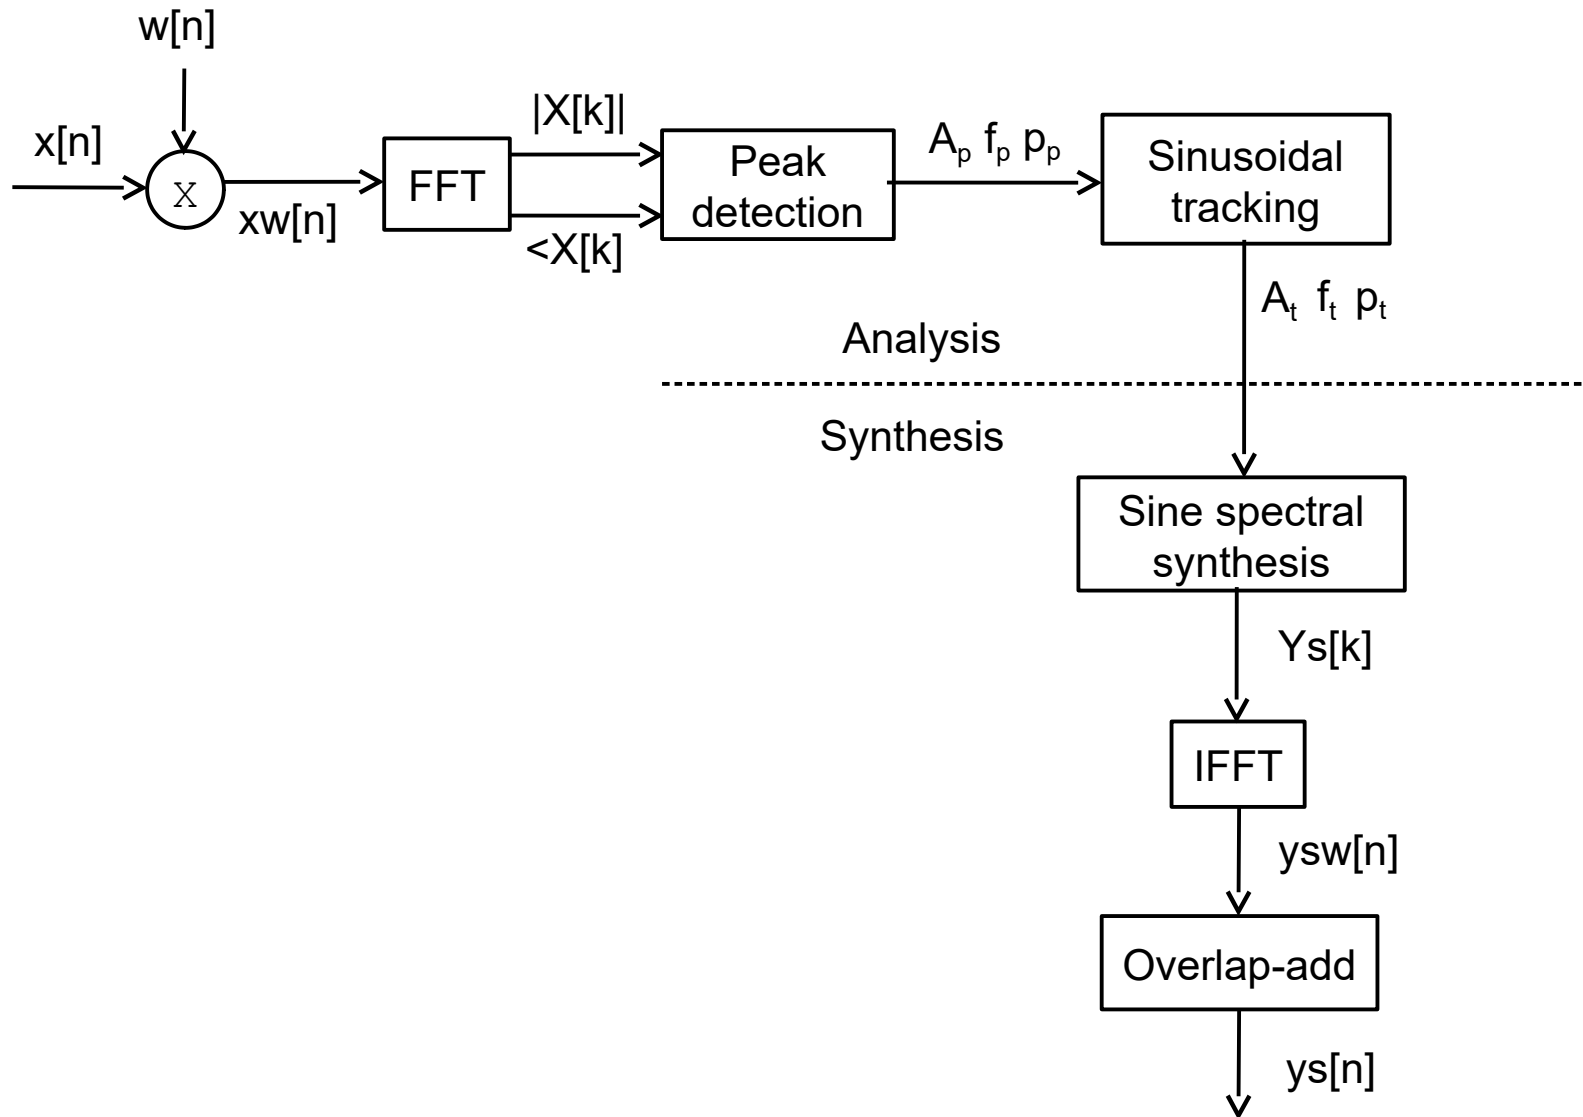 w[n]
x[n]
X
xw[n]
FFT
|X[k]|
<X[k]
Peak
detection
Ap fp pp
Sinusoidal
tracking
At ft pt
Analysis
Synthesis
Sine spectral
synthesis
Ys[k]
IFFT
ysw[n]
Overlap-add
ys[n]